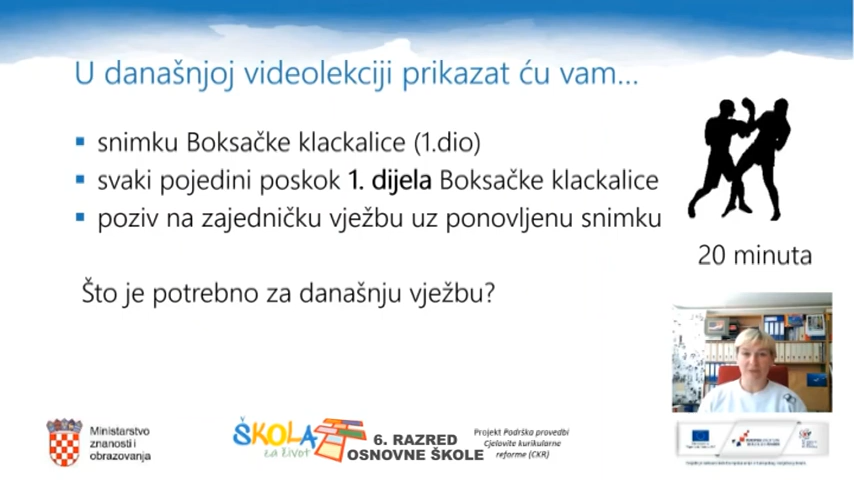 U današnjoj videolekciji prikazat ću vam...
snimku Boksačke klackalice (1.dio)
svaki pojedini poskok 1. dijela Boksačke klackalice
poziv na zajedničku vježbu uz ponovljenu snimku
20 minuta
Što je potrebno za današnju vježbu?
Ministarstvo
znanosti i
obrazovanja
ŠKOLA
za život
6. RAZRED
OSNOVNE ŠKOLE
Projekt Podrška provedbi
Cjelovite kurikularne
reforme (CKR)